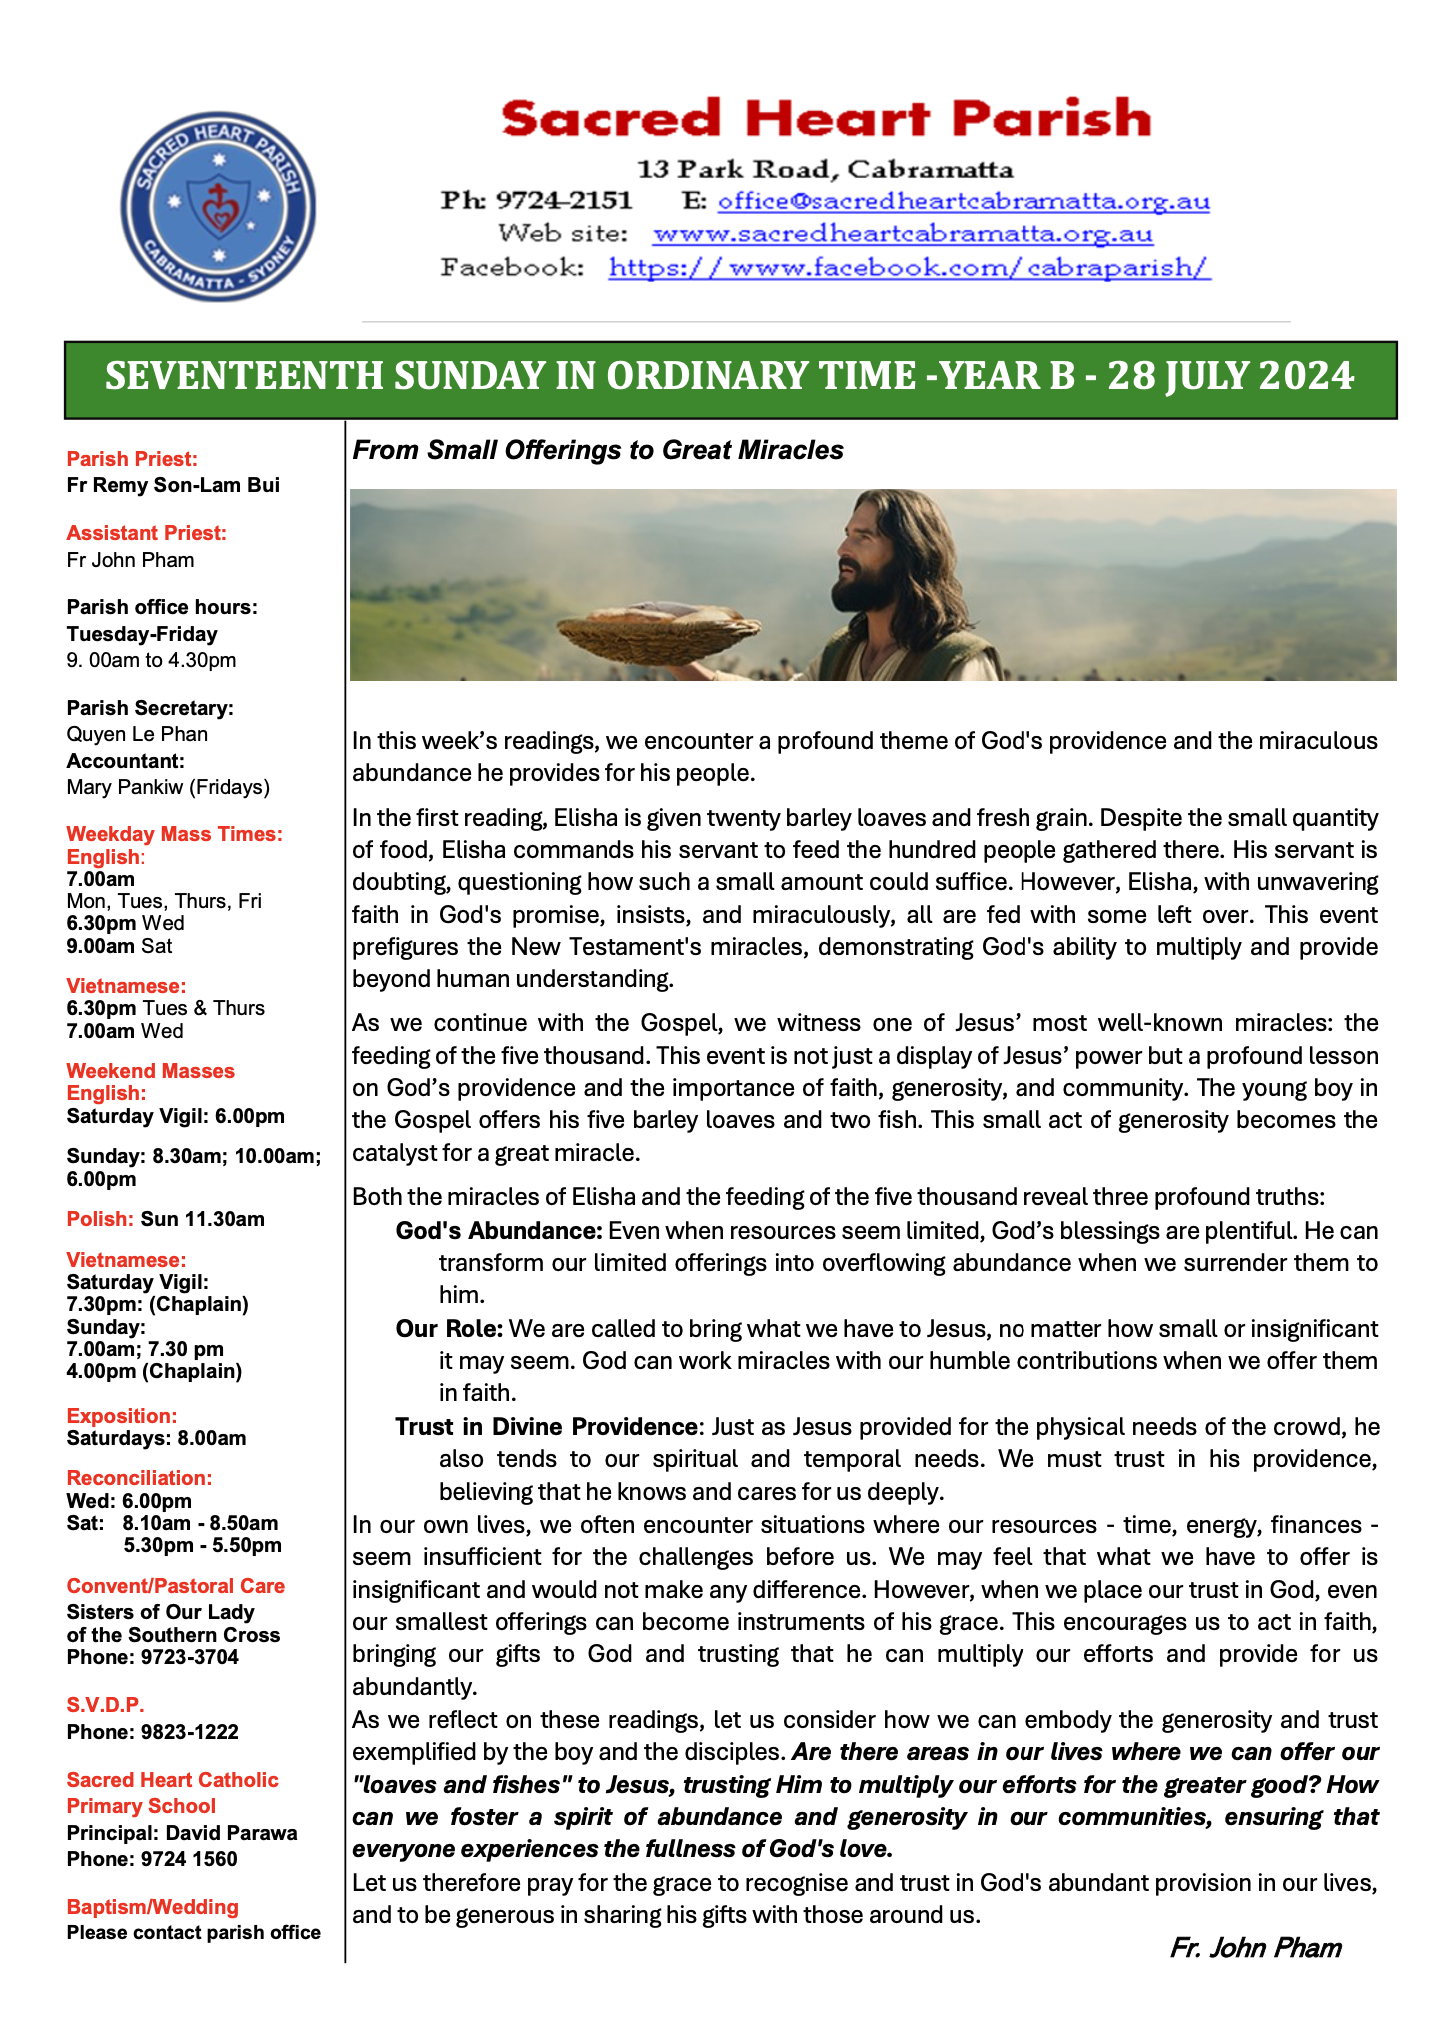 SACRED HEART PARISH
CABRAMATTA - SYDNEY
Sacred Heart Parish
13 Park Road, Cabramatta
Ph: 9724-2151 E: office@sacredheartcabramatta.org.au
Web site: www.sacredheartcabramatta.org.au
Facebook: https://www.facebook.com/cabraparish/
SEVENTEENTH SUNDAY IN ORDINARY TIME -YEAR B - 28 JULY 2024
Parish Priest:
Fr Remy Son-Lam Bui
Assistant Priest:
Fr John Pham
Parish office hours:
Tuesday-Friday
9. 00am to 4.30pm
Parish Secretary:
Quyen Le Phan
Accountant:
Mary Pankiw (Fridays)
Weekday Mass Times:
English:
7.00am
Mon, Tues, Thurs, Fri
6.30pm Wed
9.00am Sat
Vietnamese:
6.30pm Tues & Thurs
7.00am Wed
Weekend Masses
English:
Saturday Vigil: 6.00pm
Sunday: 8.30am; 10.00am;
6.00pm
Polish: Sun 11.30am
Vietnamese:
Saturday Vigil:
7.30pm: (Chaplain)
Sunday:
7.00am; 7.30 pm
4.00pm (Chaplain)
Exposition:
Saturdays: 8.00am
Reconciliation:
Wed: 6.00pm
Sat: 8.10am - 8.50am
5.30pm - 5.50pm
Convent/Pastoral Care
Sisters of Our Lady
of the Southern Cross
Phone: 9723-3704
S.V.D.P.
Phone: 9823-1222
Sacred Heart Catholic
Primary School
Principal: David Parawa
Phone: 9724 1560
Baptism/Wedding
Please contact parish office
From Small Offerings to Great Miracles
In this week’s readings, we encounter a profound theme of God's providence and the miraculous
abundance he provides for his people.
In the first reading, Elisha is given twenty barley loaves and fresh grain. Despite the small quantity
of food, Elisha commands his servant to feed the hundred people gathered there. His servant is
doubting, questioning how such a small amount could suffice. However, Elisha, with unwavering
faith in God's promise, insists, and miraculously, all are fed with some left over. This event
prefigures the New Testament's miracles, demonstrating God's ability to multiply and provide
beyond human understanding.
As we continue with the Gospel, we witness one of Jesus’ most well-known miracles: the
feeding of the five thousand. This event is not just a display of Jesus’ power but a profound lesson
on God’s providence and the importance of faith, generosity, and community. The young boy in
the Gospel offers his five barley loaves and two fish. This small act of generosity becomes the
catalyst for a great miracle.
Both the miracles of Elisha and the feeding of the five thousand reveal three profound truths:
God's Abundance: Even when resources seem limited, God’s blessings are plentiful. He can
transform our limited offerings into overflowing abundance when we surrender them to
him.
Our Role: We are called to bring what we have to Jesus, no matter how small or insignificant
it may seem. God can work miracles with our humble contributions when we offer them
in faith.
Trust in Divine Providence: Just as Jesus provided for the physical needs of the crowd, he
also tends to our spiritual and temporal needs. We must trust in his providence,
believing that he knows and cares for us deeply.
In our own lives, we often encounter situations where our resources - time, energy, finances -
seem insufficient for the challenges before us. We may feel that what we have to offer is
insignificant and would not make any difference. However, when we place our trust in God, even
our smallest offerings can become instruments of his grace. This encourages us to act in faith,
bringing our gifts to God and trusting that he can multiply our efforts and provide for us
abundantly.
As we reflect on these readings, let us consider how we can embody the generosity and trust
exemplified by the boy and the disciples. Are there areas in our lives where we can offer our
"loaves and fishes" to Jesus, trusting Him to multiply our efforts for the greater good? How
can we foster a spirit of abundance and generosity in our communities, ensuring that
everyone experiences the fullness of God's love.
Let us therefore pray for the grace to recognise and trust in God's abundant provision in our lives,
and to be generous in sharing his gifts with those around us.
Fr. John Pham